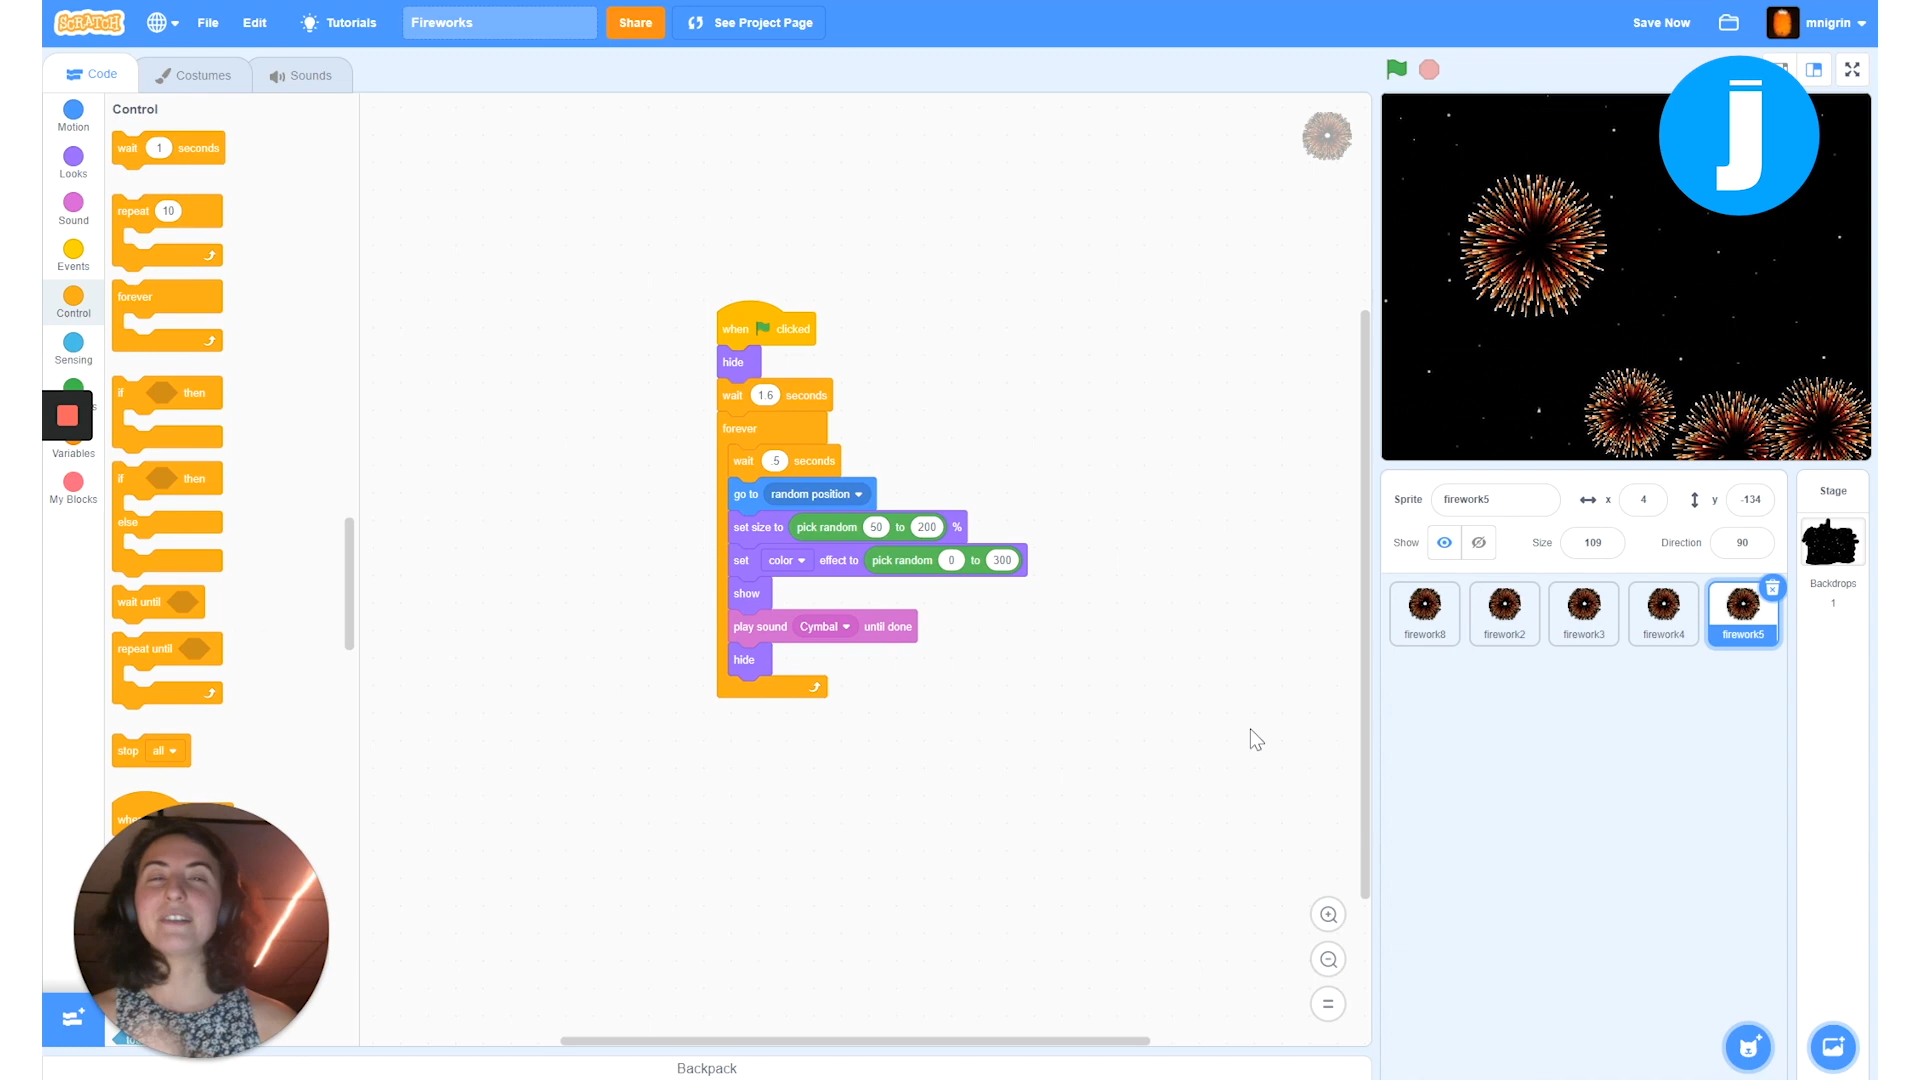 SCRATCH File Edit Tutorials Fireworks Share See Project Page Save Now mnigrin
Code Costumes Sounds
j
Motion
Looks
Sound
Events
Control
Sensing
Variables
My Blocks
Control
wait 1 seconds
repeat 10
forever
if then
if then
else
wait until
repeat until
stop all
when clicked
hide
wait 1.6 seconds
forever
wait .5 seconds
go to random position
set size to pick random 50 to 200 %
set color effect to pick random 0 to 300
show
play sound Cymbal until done
hide
Sprite firework5 x 4 y -134
Show Size 109 Direction 90
firework8 firework2 firework3 firework4 firework5
Stage
Backdrops
1
Backpack